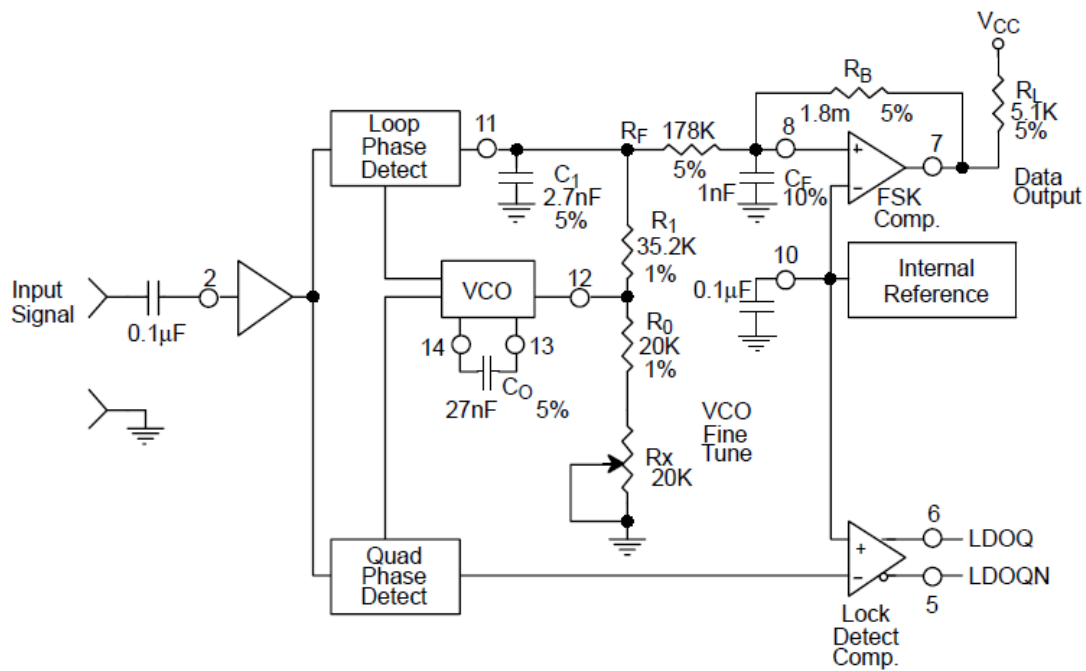 VCC
RB
1.8m 5%
RL
5.1K
5%
Loop
Phase
Detect
11
RF
178K
5%
8
7
+
−
FSK
Comp.
Data
Output
C1
2.7nF
5%
1nF
CF
10%
R1
35.2K
1%
10
0.1µF
Internal
Reference
Input
Signal
0.1µF
2
VCO
12
14
13
CO
27nF 5%
R0
20K
1%
VCO
Fine
Tune
Rx
20K
Quad
Phase
Detect
+
−
6
LDOQ
LDOQN
5
Lock
Detect
Comp.